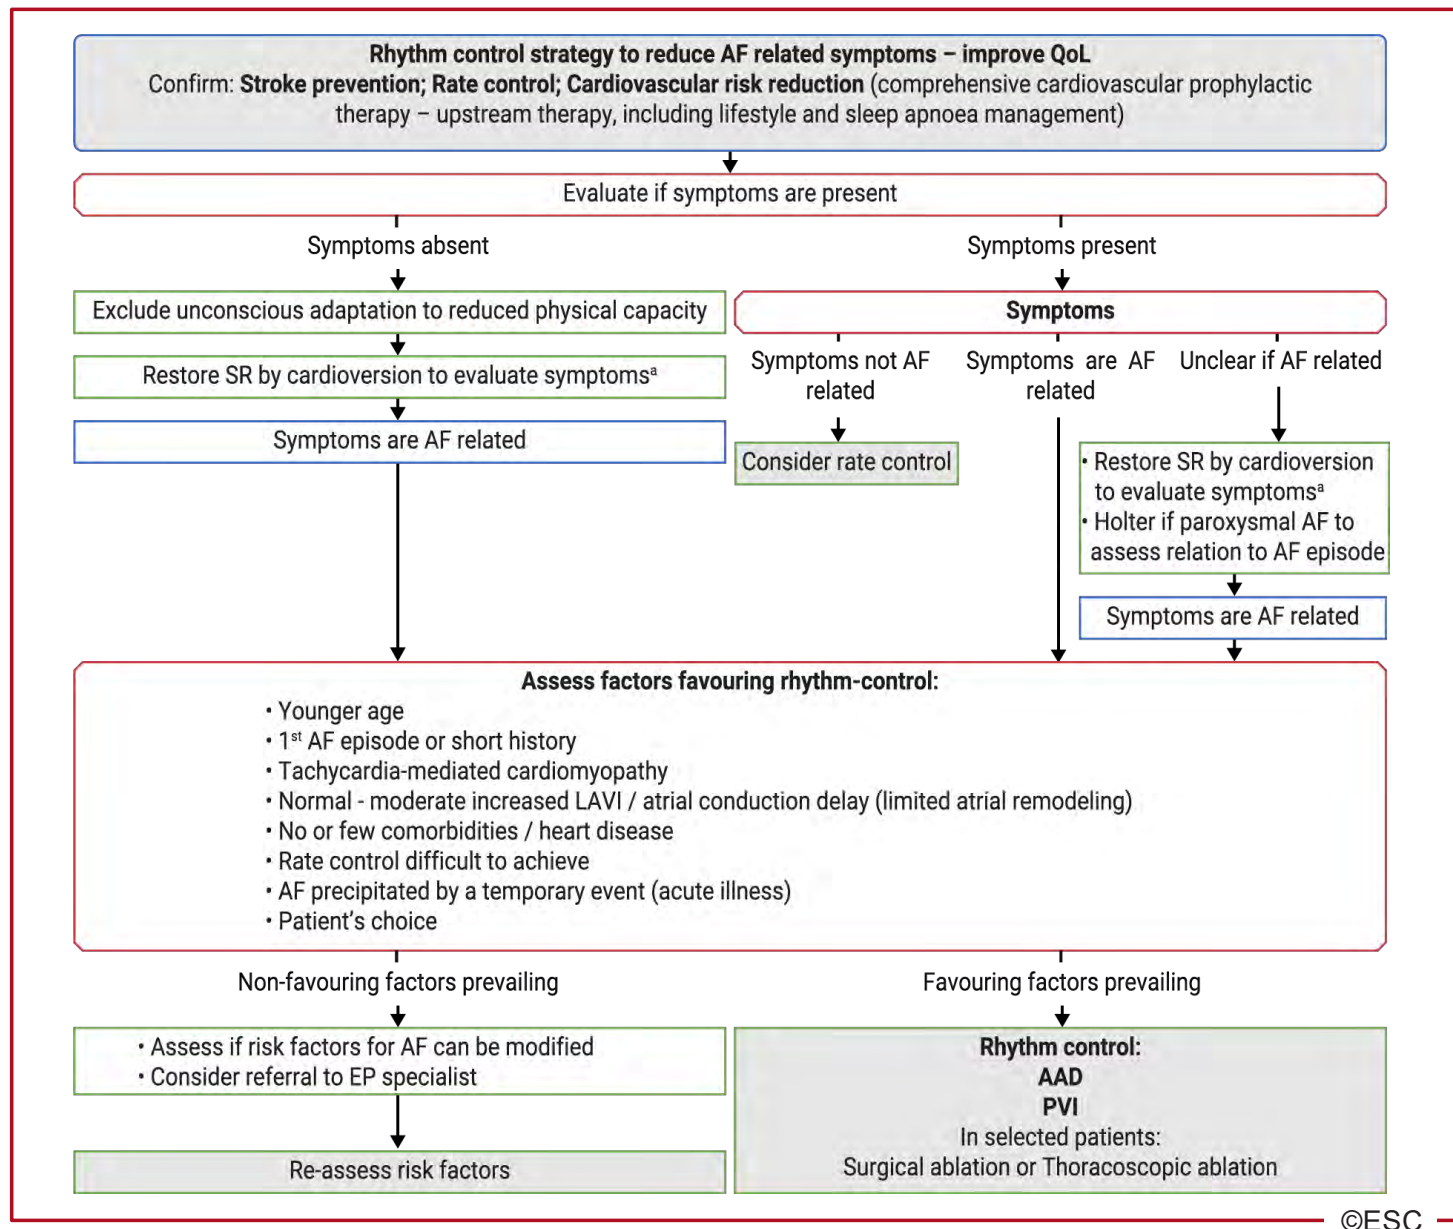 Rhythm control strategy to reduce AF related symptoms – improve QoL
Confirm: Stroke prevention; Rate control; Cardiovascular risk reduction (comprehensive cardiovascular prophylactic
therapy – upstream therapy, including lifestyle and sleep apnoea management)
Evaluate if symptoms are present
Symptoms absent
Symptoms present
Exclude unconscious adaptation to reduced physical capacity
Symptoms
Restore SR by cardioversion to evaluate symptomsᵃ
Symptoms are AF related
Symptoms not AF
related
Symptoms are AF
related
Unclear if AF related
Consider rate control
• Restore SR by cardioversion
to evaluate symptomsᵃ
• Holter if paroxysmal AF to
assess relation to AF episode
Symptoms are AF related
Assess factors favouring rhythm-control:
• Younger age
• 1ˢᵗ AF episode or short history
• Tachycardia-mediated cardiomyopathy
• Normal - moderate increased LAVI / atrial conduction delay (limited atrial remodeling)
• No or few comorbidities / heart disease
• Rate control difficult to achieve
• AF precipitated by a temporary event (acute illness)
• Patient’s choice
Non-favouring factors prevailing
Favouring factors prevailing
• Assess if risk factors for AF can be modified
• Consider referral to EP specialist
Re-assess risk factors
Rhythm control:
AAD
PVI
In selected patients:
Surgical ablation or Thoracoscopic ablation
©ESC